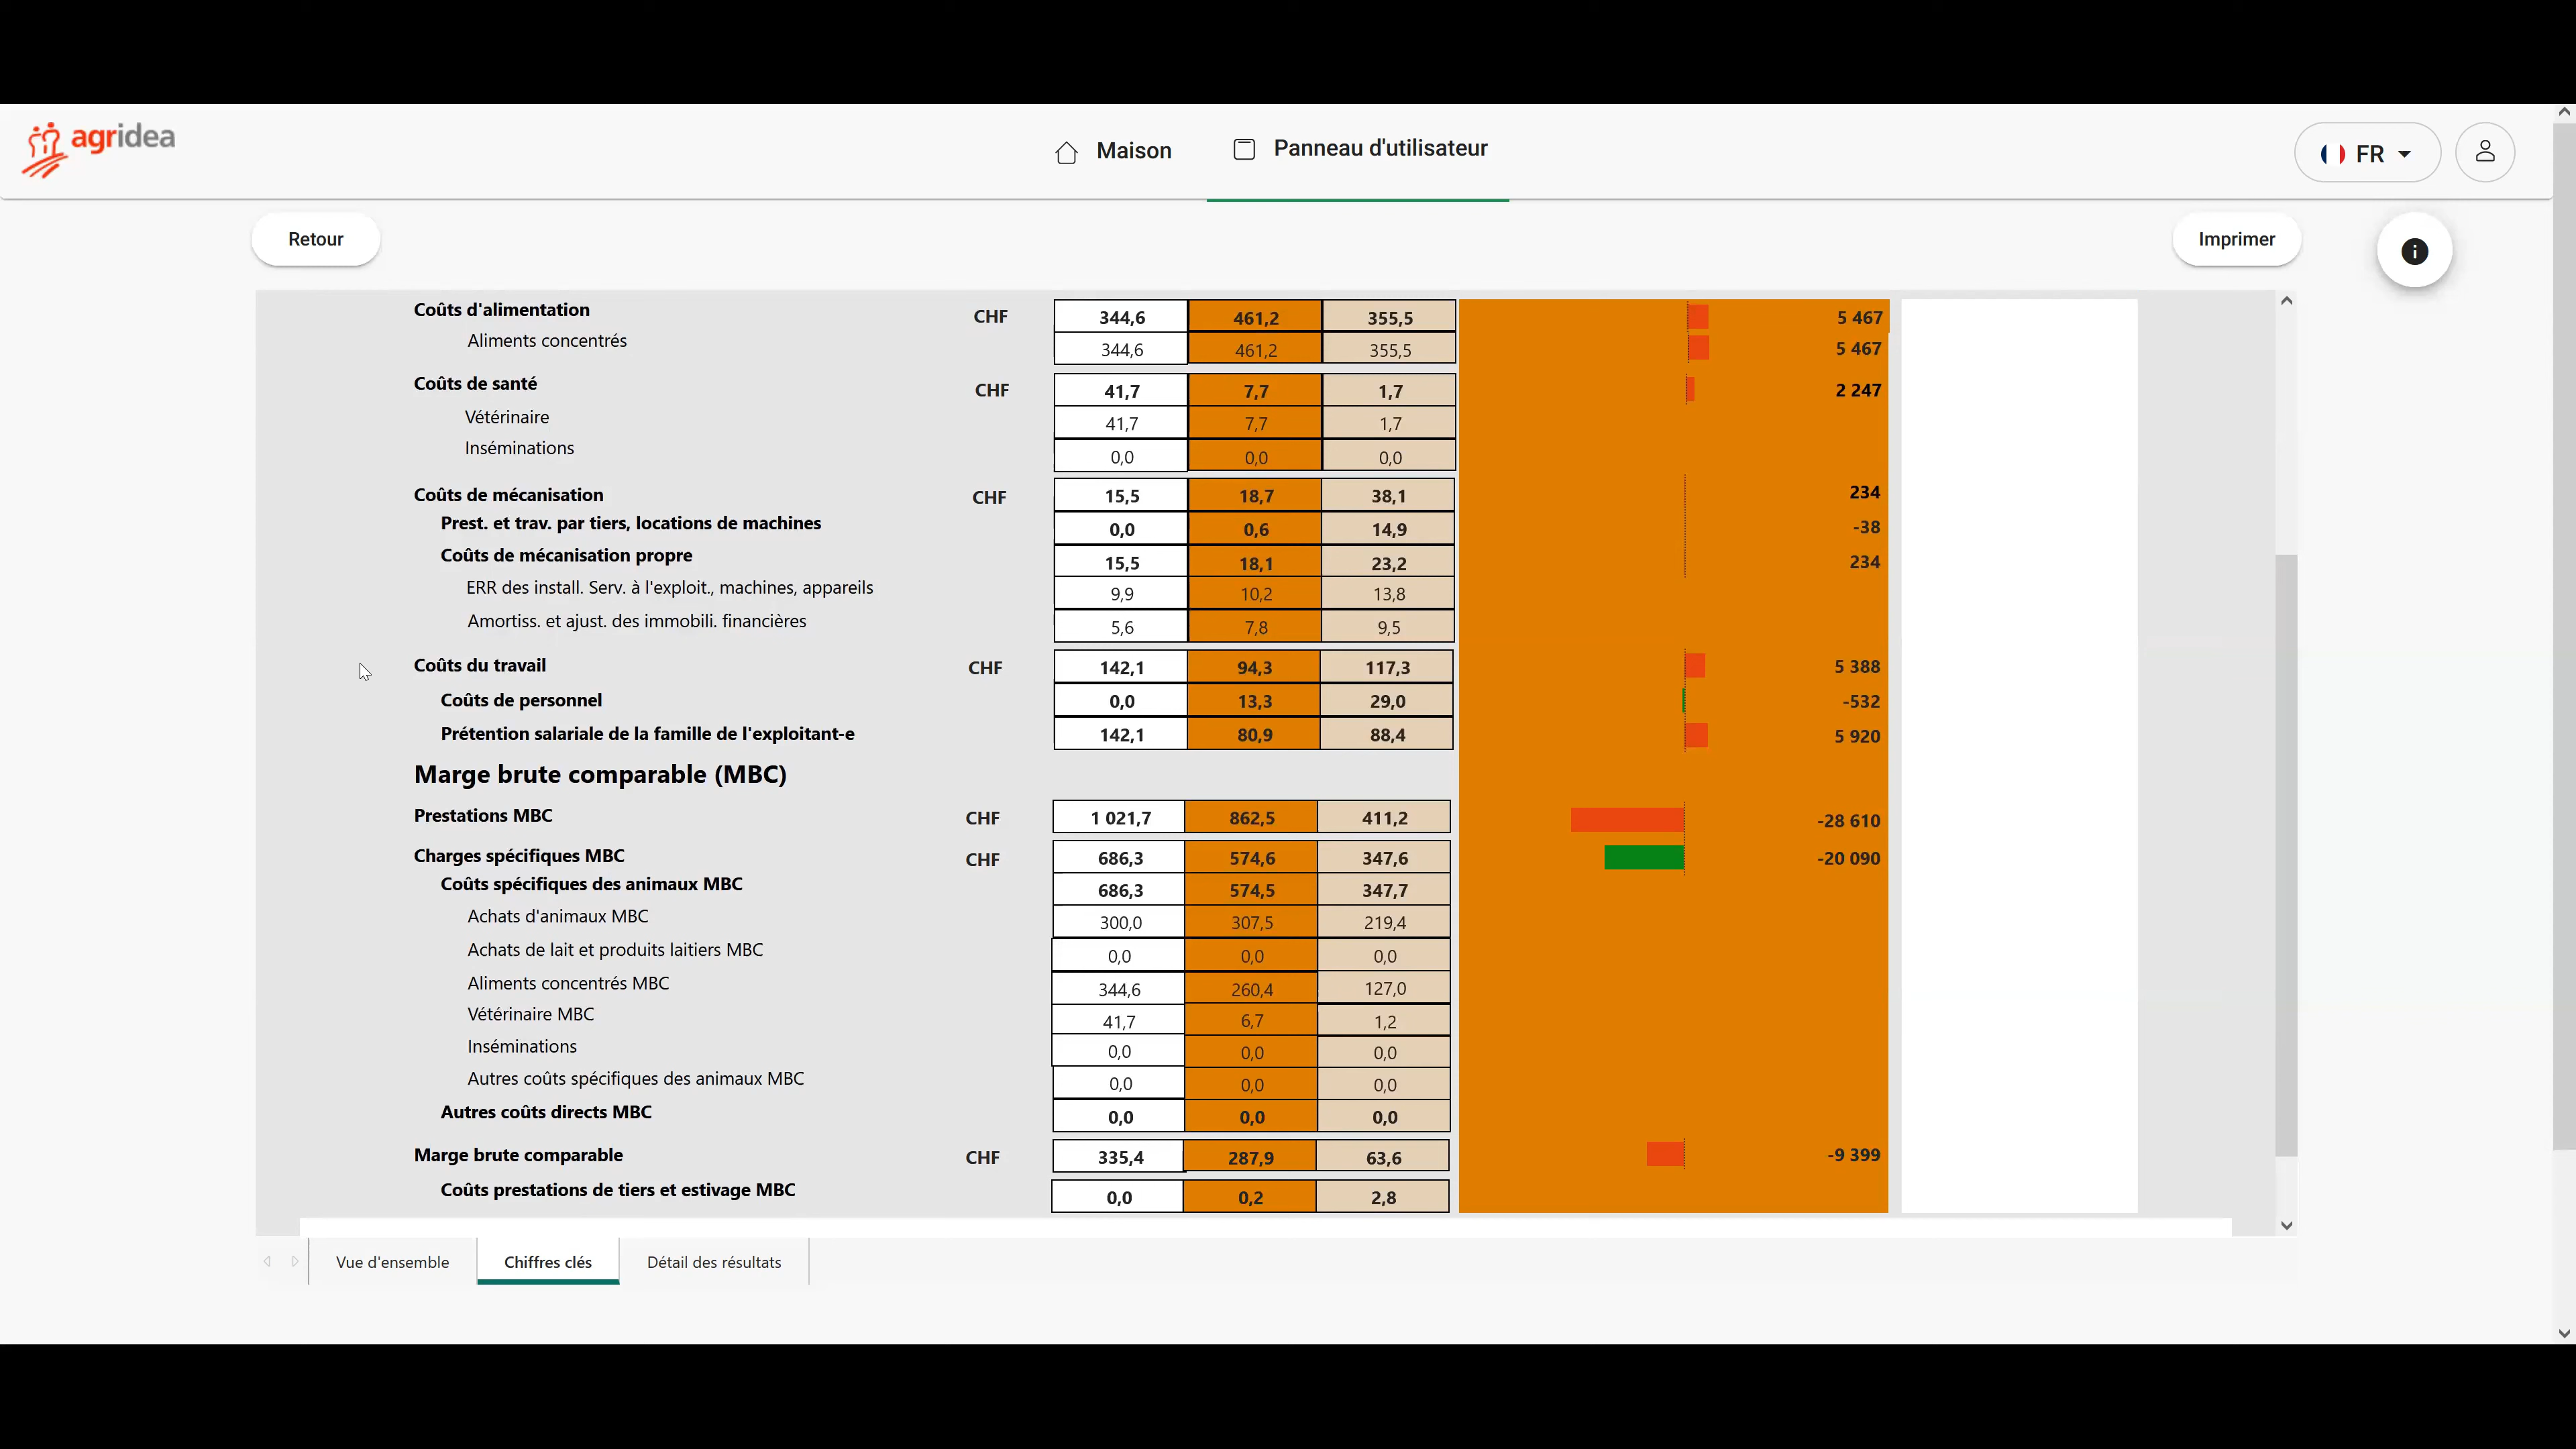 agridea
Maison
Panneau d'utilisateur
FR
Retour
Imprimer
Coûts d'alimentation CHF 344,6 461,2 355,5 5 467
Aliments concentrés 344,6 461,2 355,5 5 467
Coûts de santé CHF 41,7 7,7 1,7 2 247
Vétérinaire 41,7 7,7 1,7
Inséminations 0,0 0,0 0,0
Coûts de mécanisation CHF 15,5 18,7 38,1 234
Prest. et trav. par tiers, locations de machines 0,0 0,6 14,9 -38
Coûts de mécanisation propre 15,5 18,1 23,2 234
ERR des install. Serv. à l'exploit., machines, appareils 9,9 10,2 13,8
Amortiss. et ajust. des immobili. financières 5,6 7,8 9,5
Coûts du travail CHF 142,1 94,3 117,3 5 388
Coûts de personnel 0,0 13,3 29,0 -532
Prétention salariale de la famille de l'exploitant-e 142,1 80,9 88,4 5 920
Marge brute comparable (MBC)
Prestations MBC CHF 1 021,7 862,5 411,2 -28 610
Charges spécifiques MBC CHF 686,3 574,6 347,6 -20 090
Coûts spécifiques des animaux MBC 686,3 574,5 347,7
Achats d'animaux MBC 300,0 307,5 219,4
Achats de lait et produits laitiers MBC 0,0 0,0 0,0
Aliments concentrés MBC 344,6 260,4 127,0
Vétérinaire MBC 41,7 6,7 1,2
Inséminations 0,0 0,0 0,0
Autres coûts spécifiques des animaux MBC 0,0 0,0 0,0
Autres coûts directs MBC 0,0 0,0 0,0
Marge brute comparable CHF 335,4 287,9 63,6 -9 399
Coûts prestations de tiers et estivage MBC 0,0 0,2 2,8
Vue d'ensemble
Chiffres clés
Détail des résultats